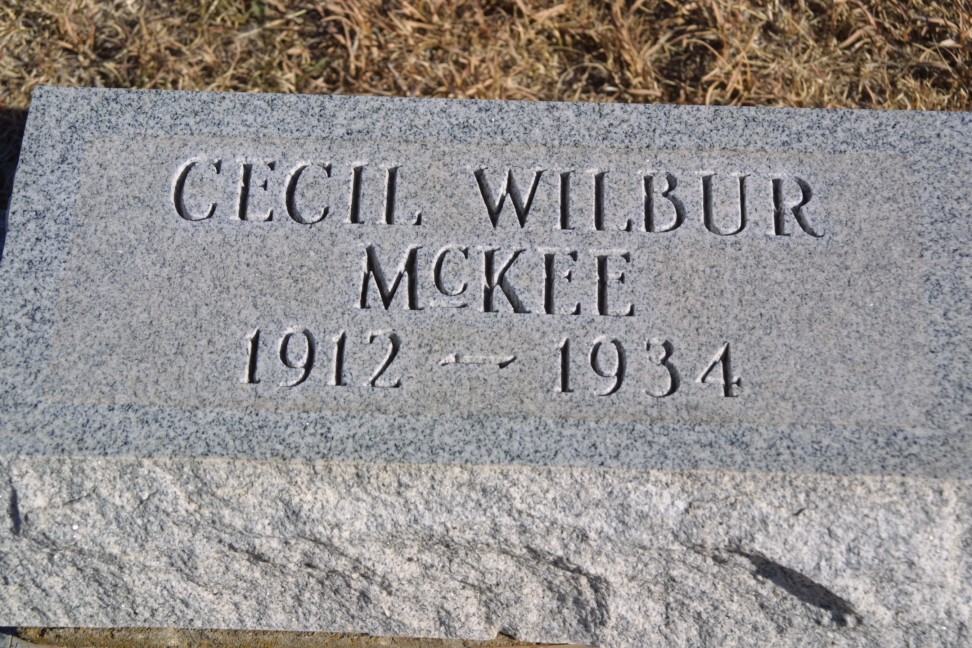 CECIL WILBUR
McKEE
1912 — 1934